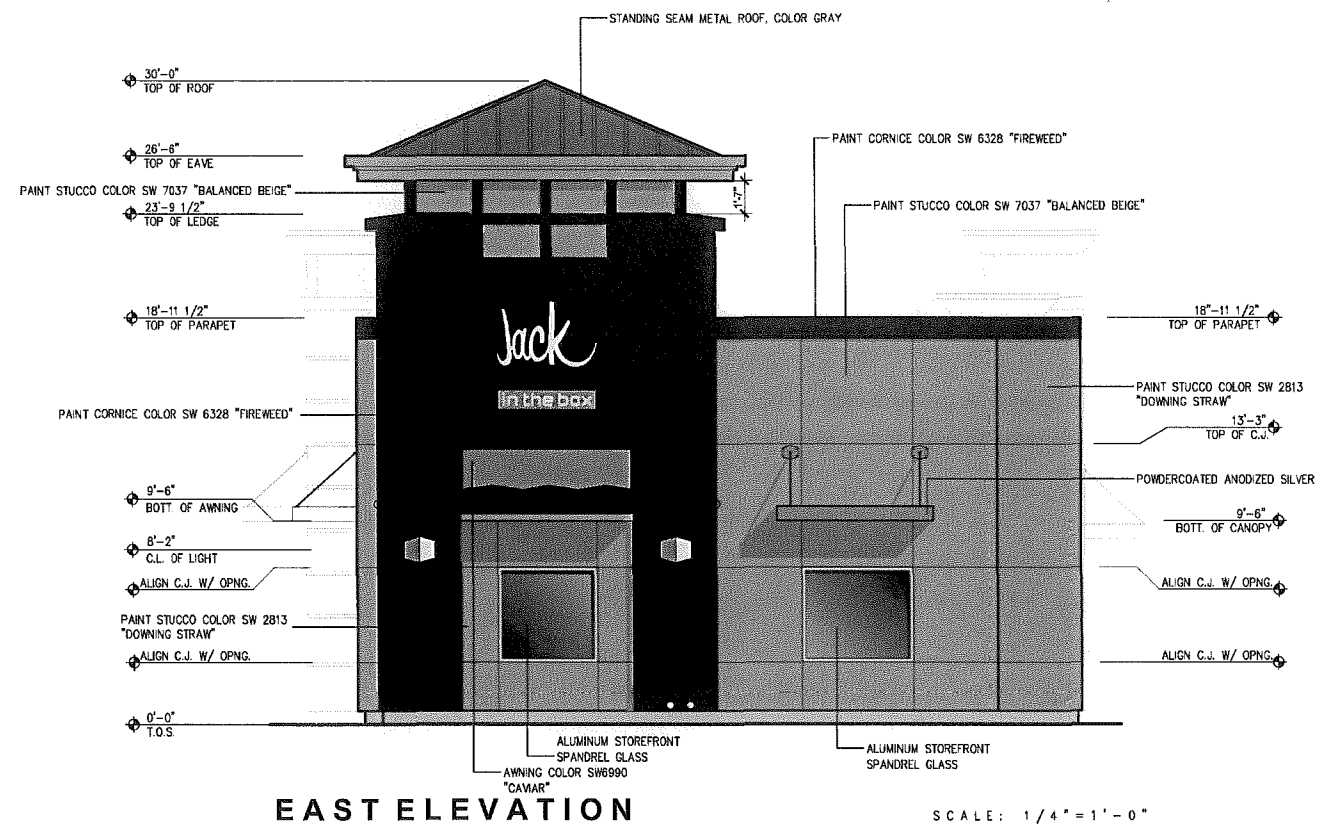 STANDING SEAM METAL ROOF, COLOR GRAY
30'-0"
TOP OF ROOF
PAINT CORNICE COLOR SW 6328 "FIREWEED"
26'-6"
TOP OF EAVE
PAINT STUCCO COLOR SW 7037 "BALANCED BEIGE"
1'-7"
PAINT STUCCO COLOR SW 7037 "BALANCED BEIGE"
23'-9 1/2"
TOP OF LEDGE
18'-11 1/2"
TOP OF PARAPET
18"-11 1/2"
TOP OF PARAPET
Jack
in the box
PAINT STUCCO COLOR SW 2813
"DOWNING STRAW"
PAINT CORNICE COLOR SW 6328 "FIREWEED"
13'-3"
TOP OF C.J.
POWDERCOATED ANODIZED SILVER
9'-6"
BOTT. OF AWNING
9'-6"
BOTT. OF CANOPY
8'-2"
C.L. OF LIGHT
ALIGN C.J. W/ OPNG.
ALIGN C.J. W/ OPNG.
PAINT STUCCO COLOR SW 2813
"DOWNING STRAW"
ALIGN C.J. W/ OPNG.
ALIGN C.J. W/ OPNG.
0'-0"
T.O.S.
ALUMINUM STOREFRONT
SPANDREL GLASS
ALUMINUM STOREFRONT
SPANDREL GLASS
AWNING COLOR SW6990
"CAVIAR"
EAST ELEVATION
SCALE: 1/4"=1'-0"